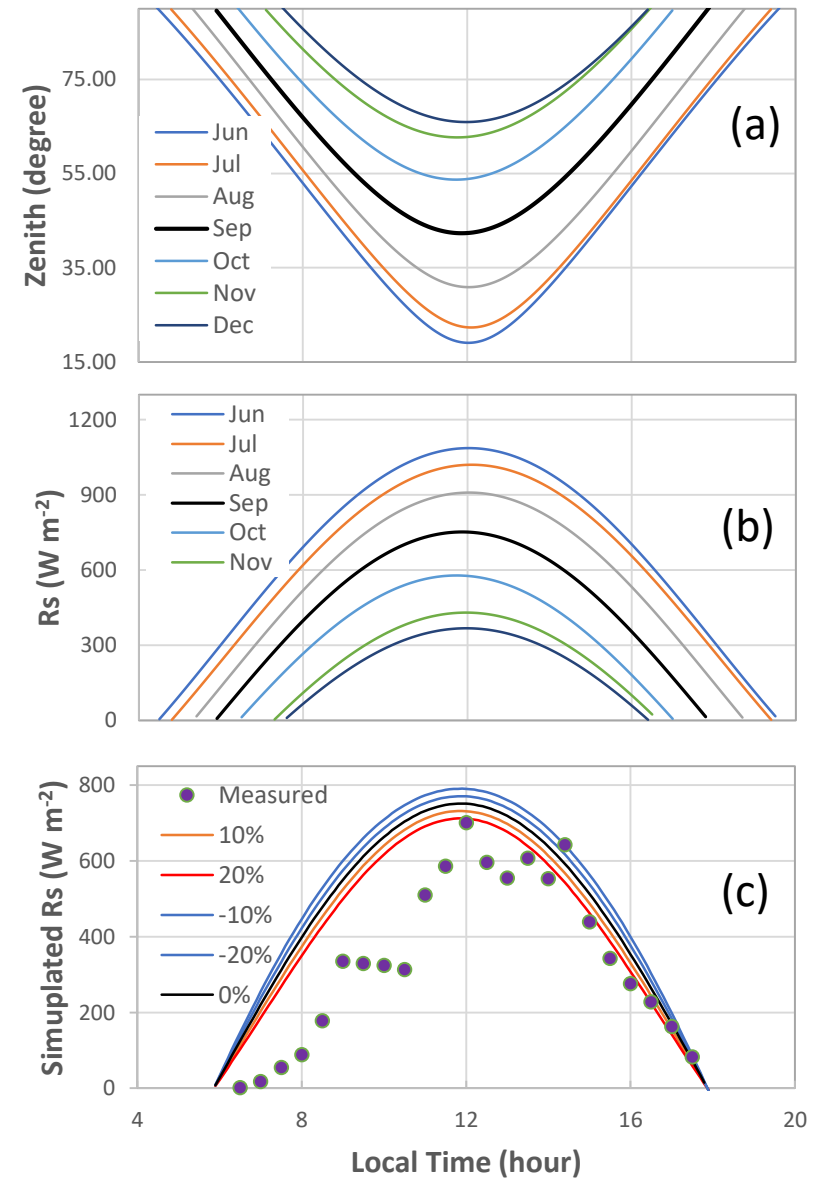 75.00
55.00
35.00
15.00
Zenith (degree)
Jun
Jul
Aug
Sep
Oct
Nov
Dec
(a)
1200
900
600
300
0
Rs (W m-2)
Jun
Jul
Aug
Sep
Oct
Nov
(b)
800
600
400
200
0
Simuplated Rs (W m-2)
Measured
10%
20%
-10%
-20%
0%
(c)
4
8
12
16
20
Local Time (hour)